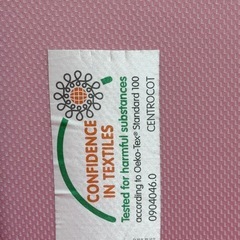 CONFIDENCE
IN TEXTILES
Tested for harmful substances
according to Oeko-Tex® Standard 100
0904046.0 CENTROCOT